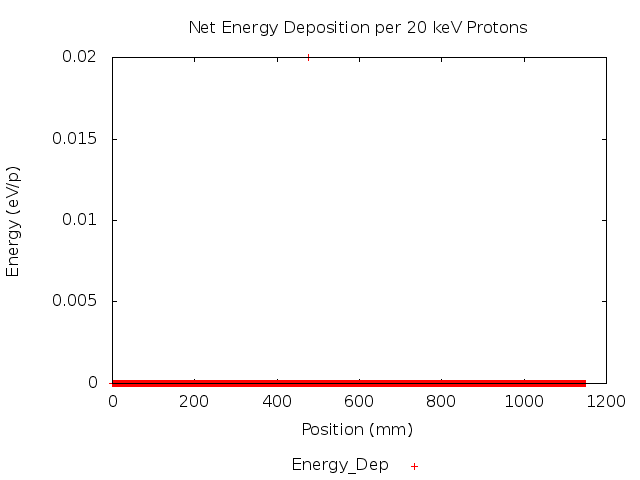 Net Energy Deposition per 20 keV Protons
0.02
0.015
0.01
0.005
0
Energy (eV/p)
0 200 400 600 800 1000 1200
Position (mm)
Energy_Dep